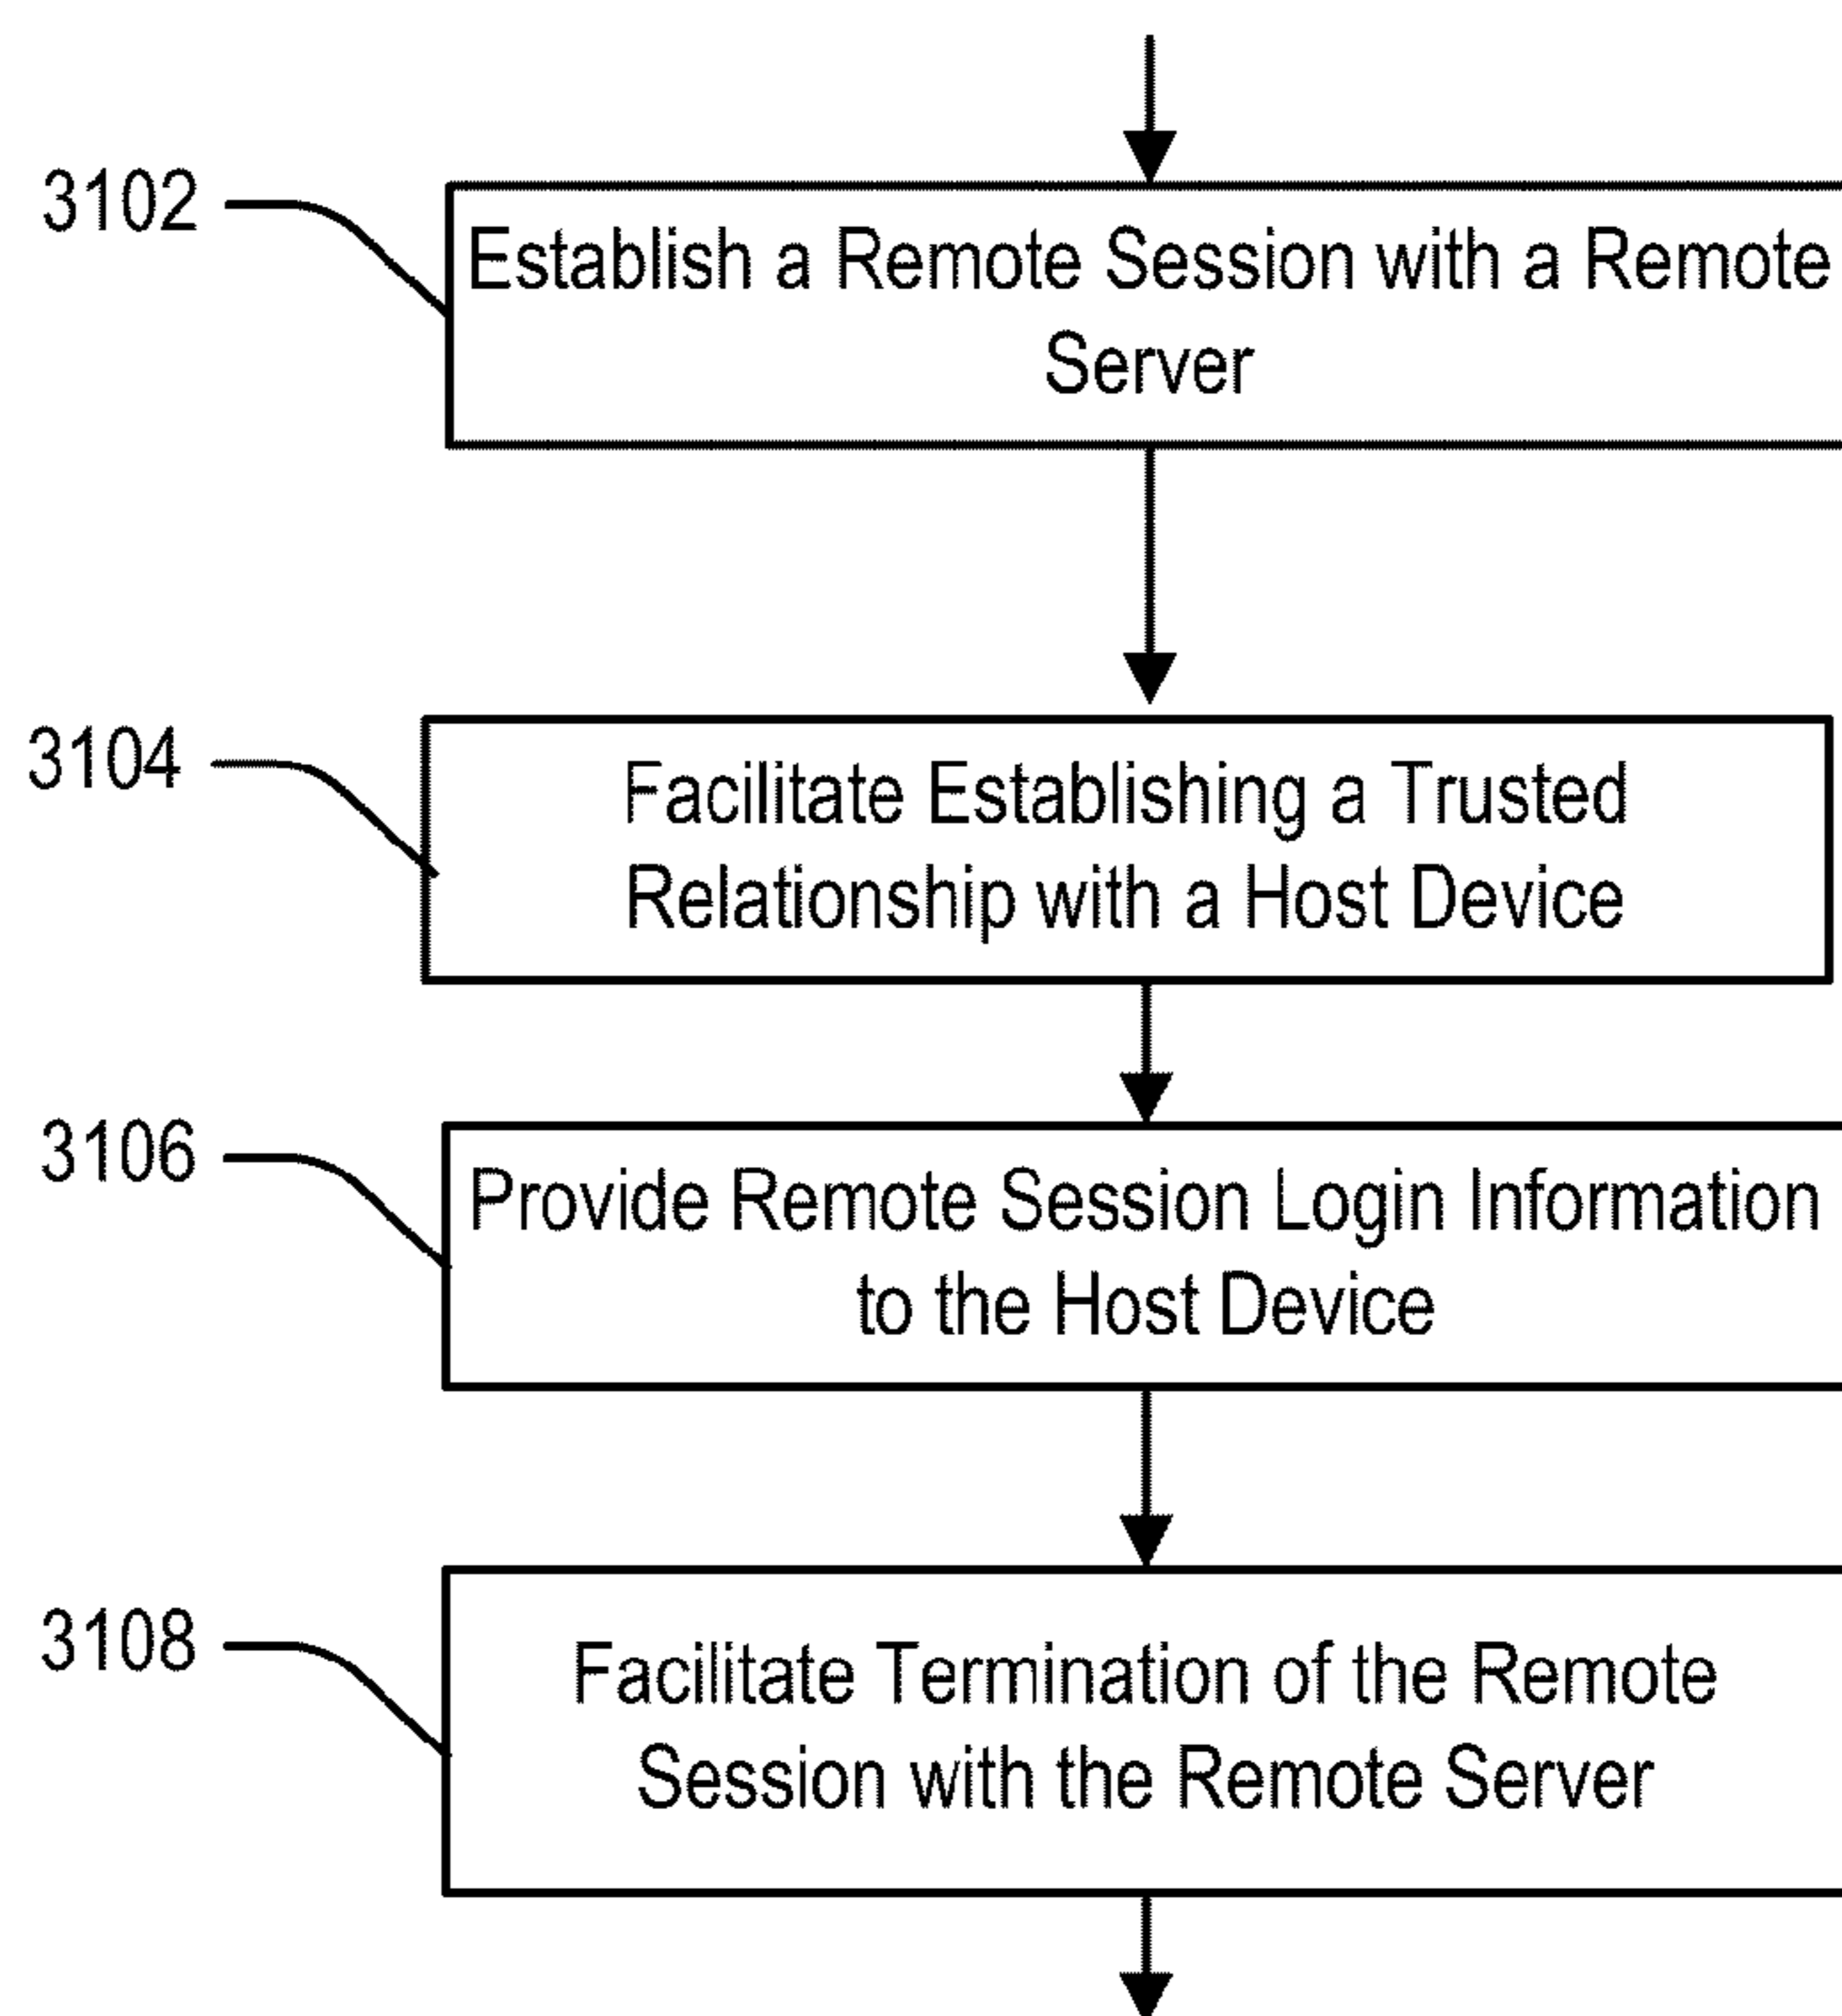 3102
Establish a Remote Session with a Remote
Server
3104
Facilitate Establishing a Trusted
Relationship with a Host Device
3106
Provide Remote Session Login Information
to the Host Device
3108
Facilitate Termination of the Remote
Session with the Remote Server